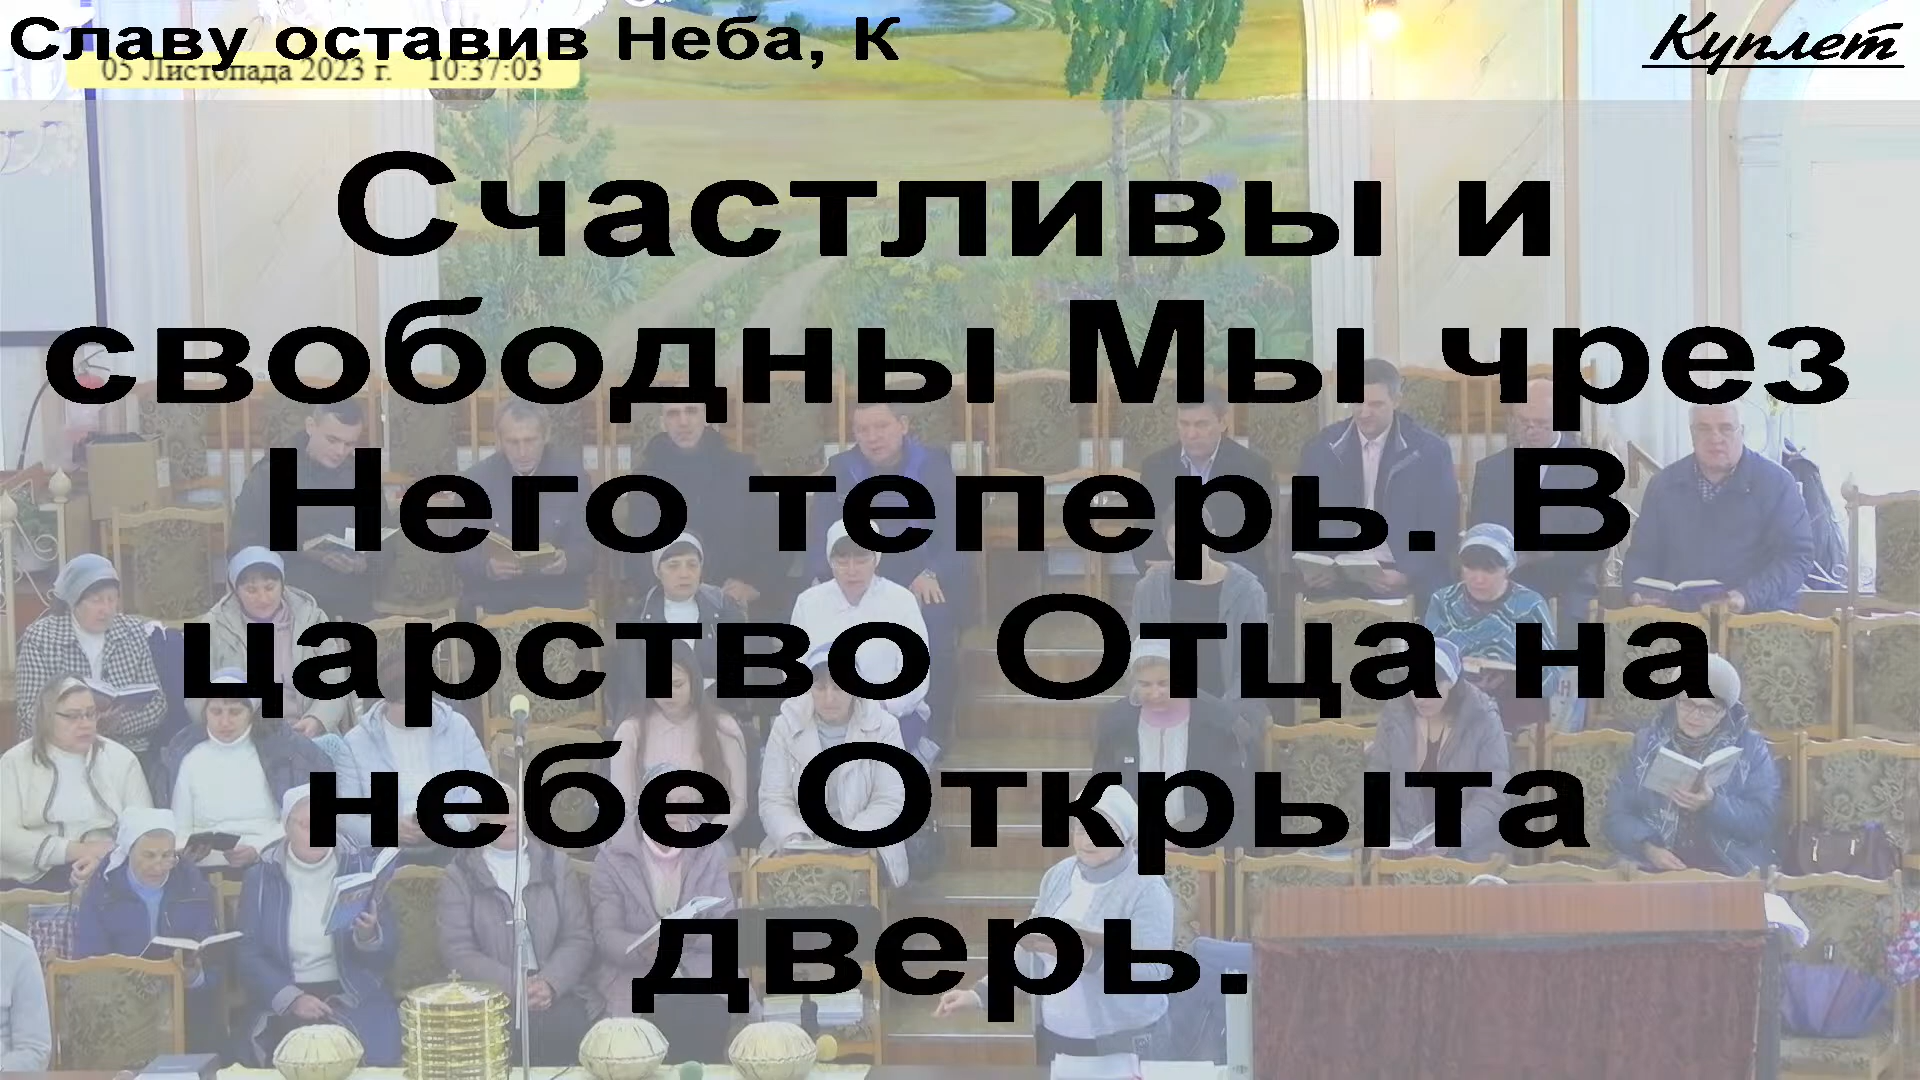 Славу оставив Неба, К
Куплет
05 Листопада 2023 г. 10:37:03
Счастливы и
свободны Мы чрез
Него теперь. В
царство Отца на
небе Открыта
дверь.